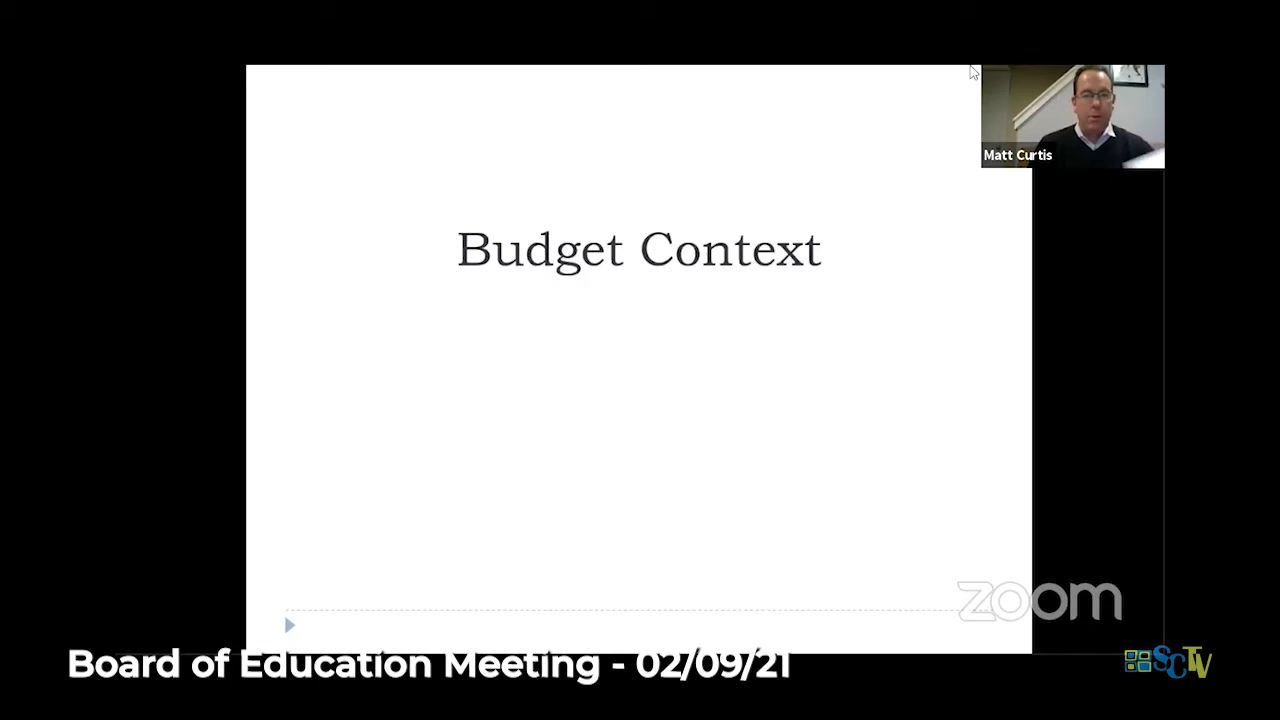 Matt Curtis
Budget Context
zoom
Board of Education Meeting - 02/09/21
SCTV